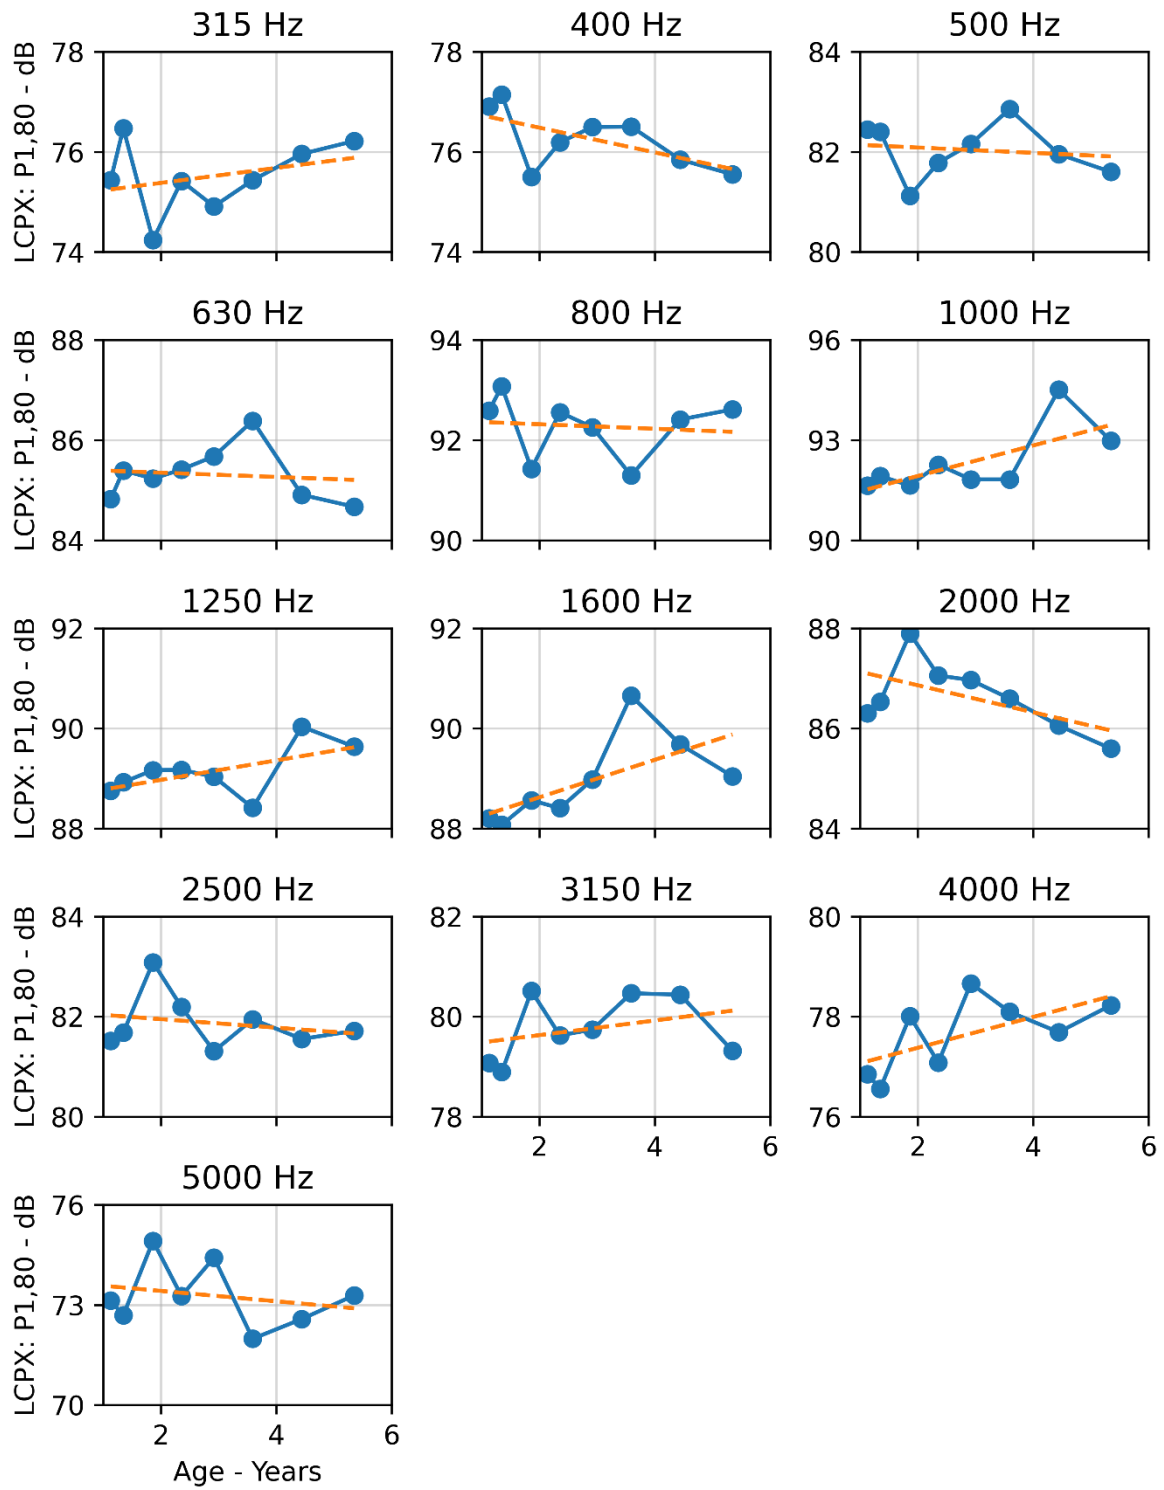 315 Hz 400 Hz 500 Hz
LCPX: P1,80 - dB
78 78 84
76 76 82
74 74 80
630 Hz 800 Hz 1000 Hz
LCPX: P1,80 - dB
88 94 96
86 92 93
84 90 90
1250 Hz 1600 Hz 2000 Hz
LCPX: P1,80 - dB
92 92 88
90 90 86
88 88 84
2500 Hz 3150 Hz 4000 Hz
LCPX: P1,80 - dB
84 82 80
82 80 78
80 78 76
2 4 6 2 4 6
5000 Hz
LCPX: P1,80 - dB
76
73
70
2 4 6
Age - Years